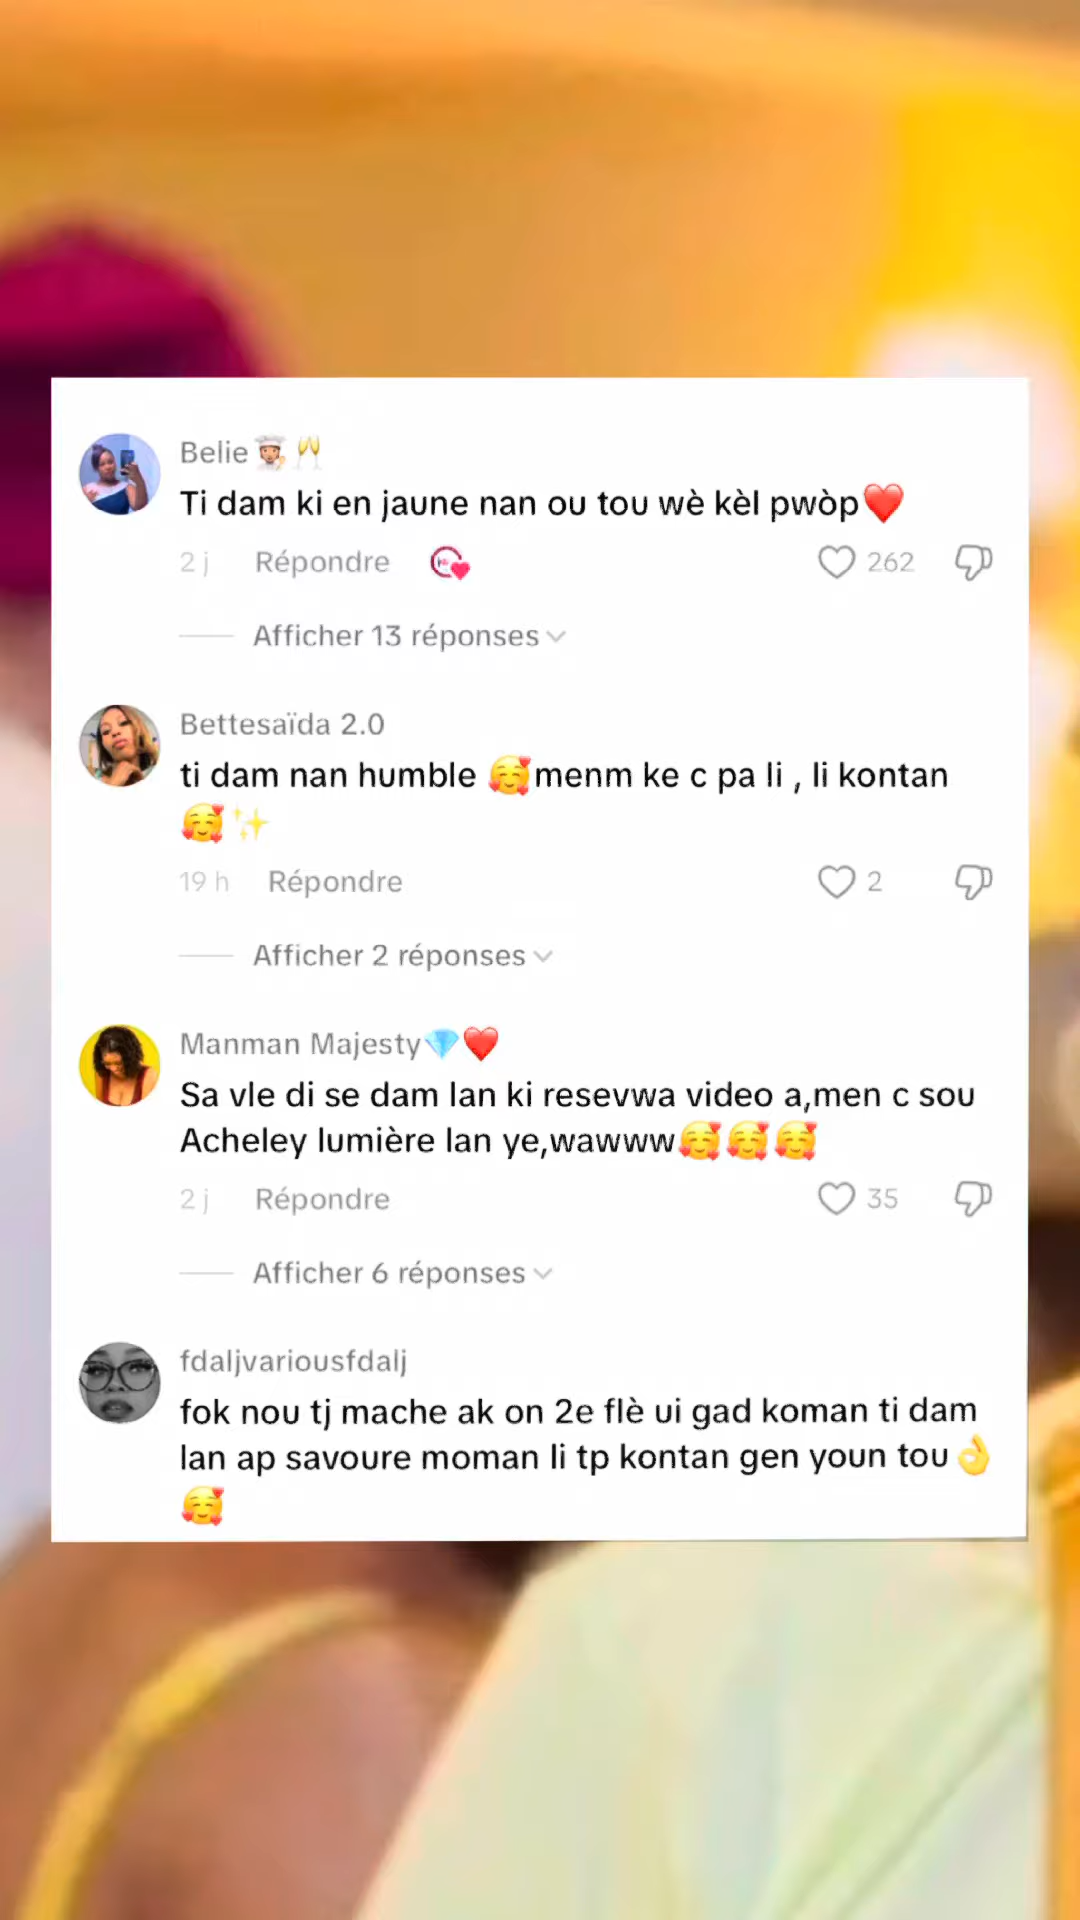 Belie👩🏼‍🍳🥂
Ti dam ki en jaune nan ou tou wè kèl pwòp❤️
2 j Répondre 262
Afficher 13 réponses
Bettesaïda 2.0
ti dam nan humble 🥰menm ke c pa li , li kontan
🥰✨
19 h Répondre 2
Afficher 2 réponses
Manman Majesty💎❤️
Sa vle di se dam lan ki resevwa video a,men c sou
Acheley lumière lan ye,wawww🥰🥰🥰
2 j Répondre 35
Afficher 6 réponses
fdaljvariousfdalj
fok nou tj mache ak on 2e flè ui gad koman ti dam
lan ap savoure moman li tp kontan gen youn tou👌
🥰